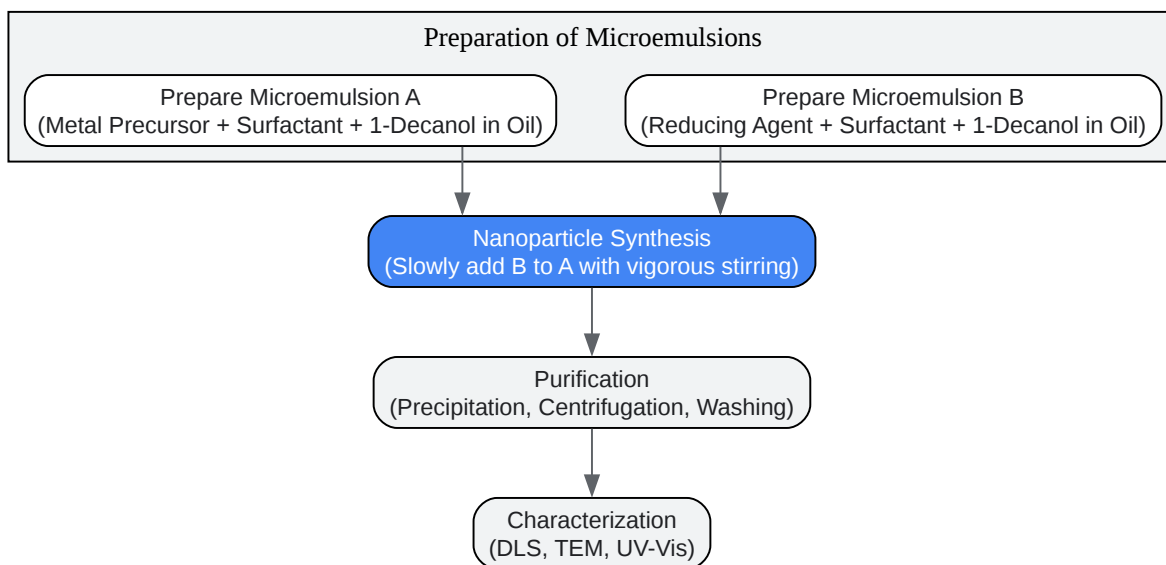 Preparation of Microemulsions
Prepare Microemulsion A
(Metal Precursor + Surfactant + 1-Decanol in Oil)
Prepare Microemulsion B
(Reducing Agent + Surfactant + 1-Decanol in Oil)
Nanoparticle Synthesis
(Slowly add B to A with vigorous stirring)
Purification
(Precipitation, Centrifugation, Washing)
Characterization
(DLS, TEM, UV-Vis)